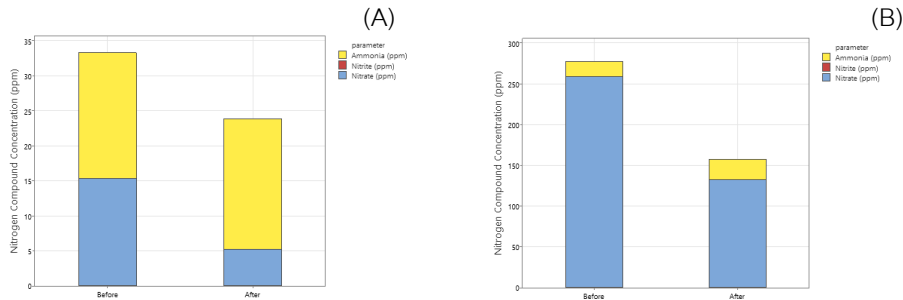 (A)
Nitrogen Compound Concentration (ppm)
35
30
25
20
15
10
5
0
Before
After
parameter
Ammonia (ppm)
Nitrite (ppm)
Nitrate (ppm)
(B)
Nitrogen Compound Concentration (ppm)
300
250
200
150
100
50
0
Before
After
parameter
Ammonia (ppm)
Nitrite (ppm)
Nitrate (ppm)